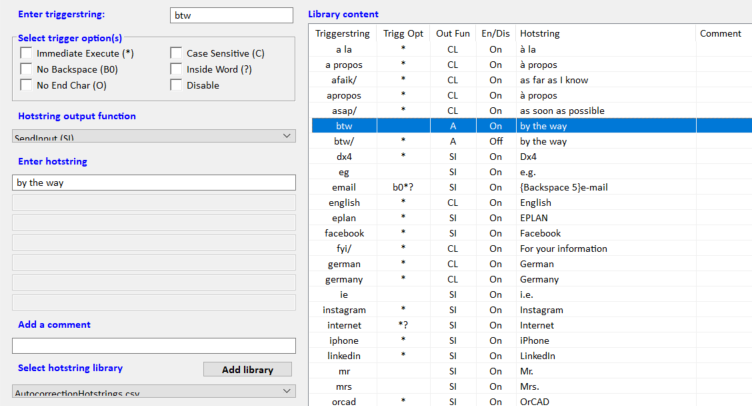 Enter triggerstring:
btw
Select trigger option(s)
Immediate Execute (*) Case Sensitive (C)
No Backspace (B0) Inside Word (?)
No End Char (O) Disable
Hotstring output function
SendInput (SI)
Enter hotstring
by the way
Add a comment
Select hotstring library
Add library
AutocorrectionHotstrings.csv
Library content
Triggerstring Trigg Opt Out Fun En/Dis Hotstring Comment
a la * CL On à la
a propos * CL On à propos
afaik/ * CL On as far as I know
apropos * CL On à propos
asap/ * CL On as soon as possible
btw A On by the way
btw/ * A Off by the way
dx4 * SI On Dx4
eg SI On e.g.
email b0*? SI On {Backspace 5}e-mail
english * CL On English
eplan * SI On EPLAN
facebook * SI On Facebook
fyi/ * CL On For your information
german * CL On German
germany * CL On Germany
ie SI On i.e.
instagram * SI On Instagram
internet *? SI On Internet
iphone * SI On iPhone
linkedin * SI On LinkedIn
mr SI On Mr.
mrs SI On Mrs.
orcad * SI On OrCAD